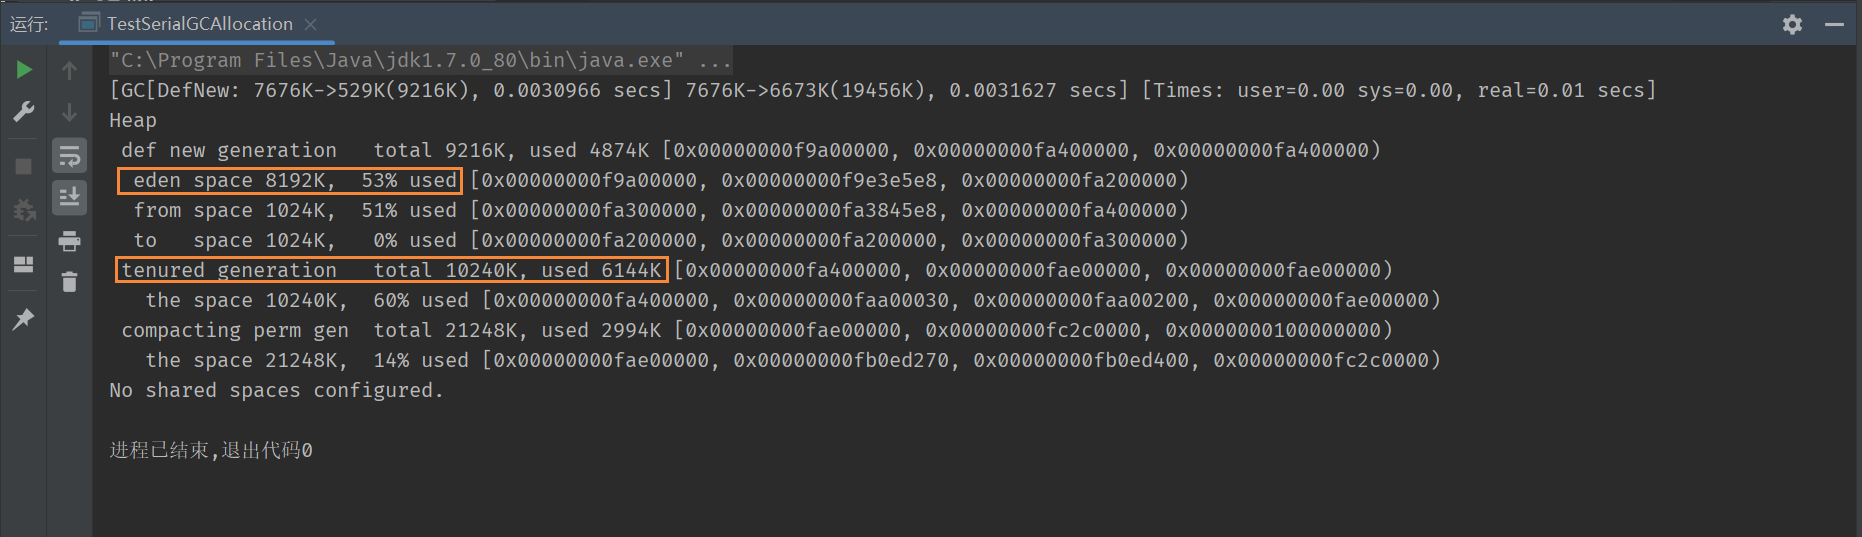 运行: TestSerialGCAllocation
"C:\Program Files\Java\jdk1.7.0_80\bin\java.exe" ...
[GC[DefNew: 7676K->529K(9216K), 0.0030966 secs] 7676K->6673K(19456K), 0.0031627 secs] [Times: user=0.00 sys=0.00, real=0.01 secs]
Heap
def new generation   total 9216K, used 4874K [0x00000000f9a00000, 0x00000000fa400000, 0x00000000fa400000)
eden space 8192K,  53% used [0x00000000f9a00000, 0x00000000f9e3e5e8, 0x00000000fa200000)
from space 1024K,  51% used [0x00000000fa300000, 0x00000000fa3845e8, 0x00000000fa400000)
to   space 1024K,   0% used [0x00000000fa200000, 0x00000000fa200000, 0x00000000fa300000)
tenured generation   total 10240K, used 6144K [0x00000000fa400000, 0x00000000fae00000, 0x00000000fae00000)
the space 10240K,  60% used [0x00000000fa400000, 0x00000000faa00030, 0x00000000faa00200, 0x00000000fae00000)
compacting perm gen  total 21248K, used 2994K [0x00000000fae00000, 0x00000000fc2c0000, 0x0000000100000000)
the space 21248K,  14% used [0x00000000fae00000, 0x00000000fb0ed270, 0x00000000fb0ed400, 0x00000000fc2c0000)
No shared spaces configured.
进程已结束,退出代码0